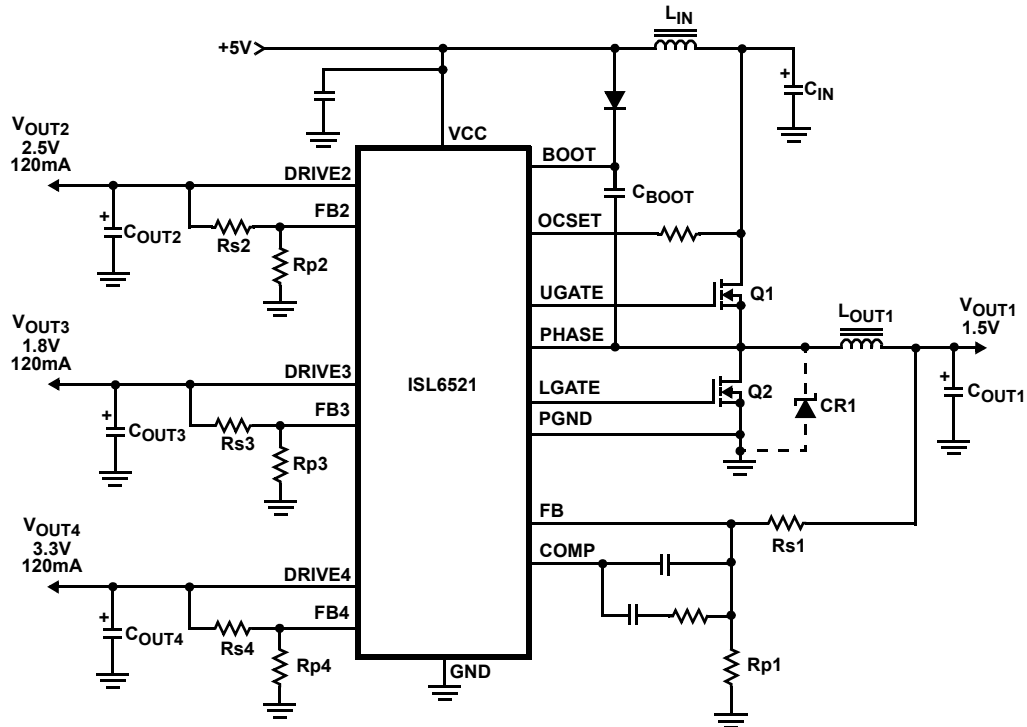 L_IN
+5V
+
C_IN
V_OUT2
2.5V
120mA
VCC
BOOT
DRIVE2
C_BOOT
FB2
OCSET
+
C_OUT2
Rs2
Rp2
UGATE
Q1
V_OUT3
1.8V
120mA
PHASE
L_OUT1
V_OUT1
1.5V
DRIVE3
ISL6521
LGATE
Q2
CR1
+
C_OUT1
FB3
PGND
+
C_OUT3
Rs3
Rp3
V_OUT4
3.3V
120mA
FB
Rs1
COMP
DRIVE4
FB4
+
C_OUT4
Rs4
Rp4
GND
Rp1